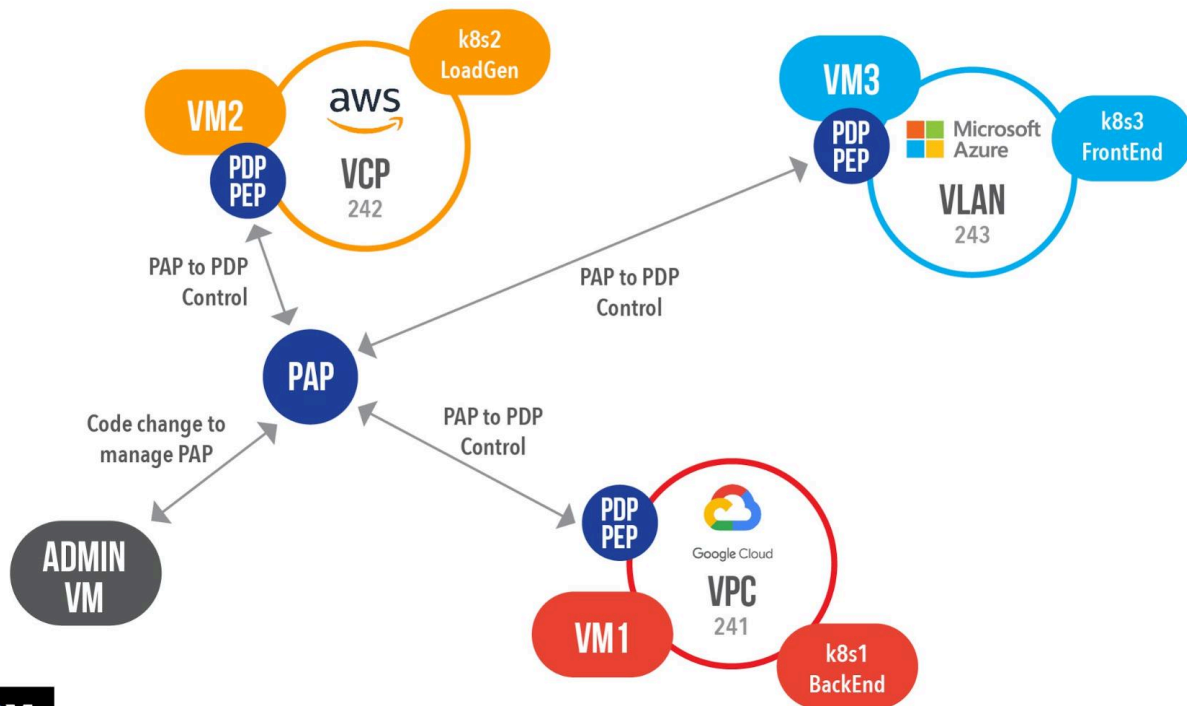 k8s2
LoadGen
aws
VM2
PDP
PEP
VCP
242
VM3
PDP
PEP
Microsoft
Azure
k8s3
FrontEnd
VLAN
243
PAP to PDP
Control
PAP to PDP
Control
PAP
Code change to
manage PAP
PAP to PDP
Control
ADMIN
VM
PDP
PEP
Google Cloud
VPC
241
VM1
k8s1
BackEnd